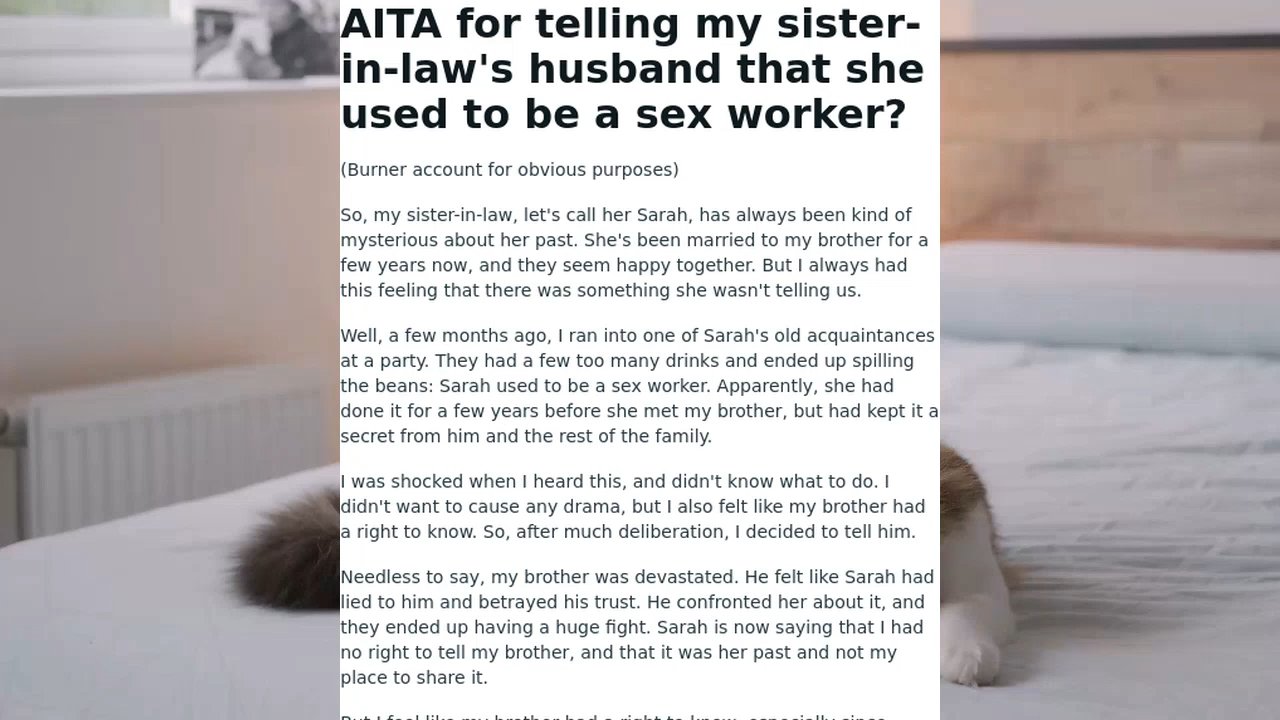 AITA for telling my sister-
in-law's husband that she
used to be a sex worker?
(Burner account for obvious purposes)
So, my sister-in-law, let's call her Sarah, has always been kind of
mysterious about her past. She's been married to my brother for a
few years now, and they seem happy together. But I always had
this feeling that there was something she wasn't telling us.
Well, a few months ago, I ran into one of Sarah's old acquaintances
at a party. They had a few too many drinks and ended up spilling
the beans: Sarah used to be a sex worker. Apparently, she had
done it for a few years before she met my brother, but had kept it a
secret from him and the rest of the family.
I was shocked when I heard this, and didn't know what to do. I
didn't want to cause any drama, but I also felt like my brother had
a right to know. So, after much deliberation, I decided to tell him.
Needless to say, my brother was devastated. He felt like Sarah had
lied to him and betrayed his trust. He confronted her about it, and
they ended up having a huge fight. Sarah is now saying that I had
no right to tell my brother, and that it was her past and not my
place to share it.
But I feel like my brother had a right to know, especially since